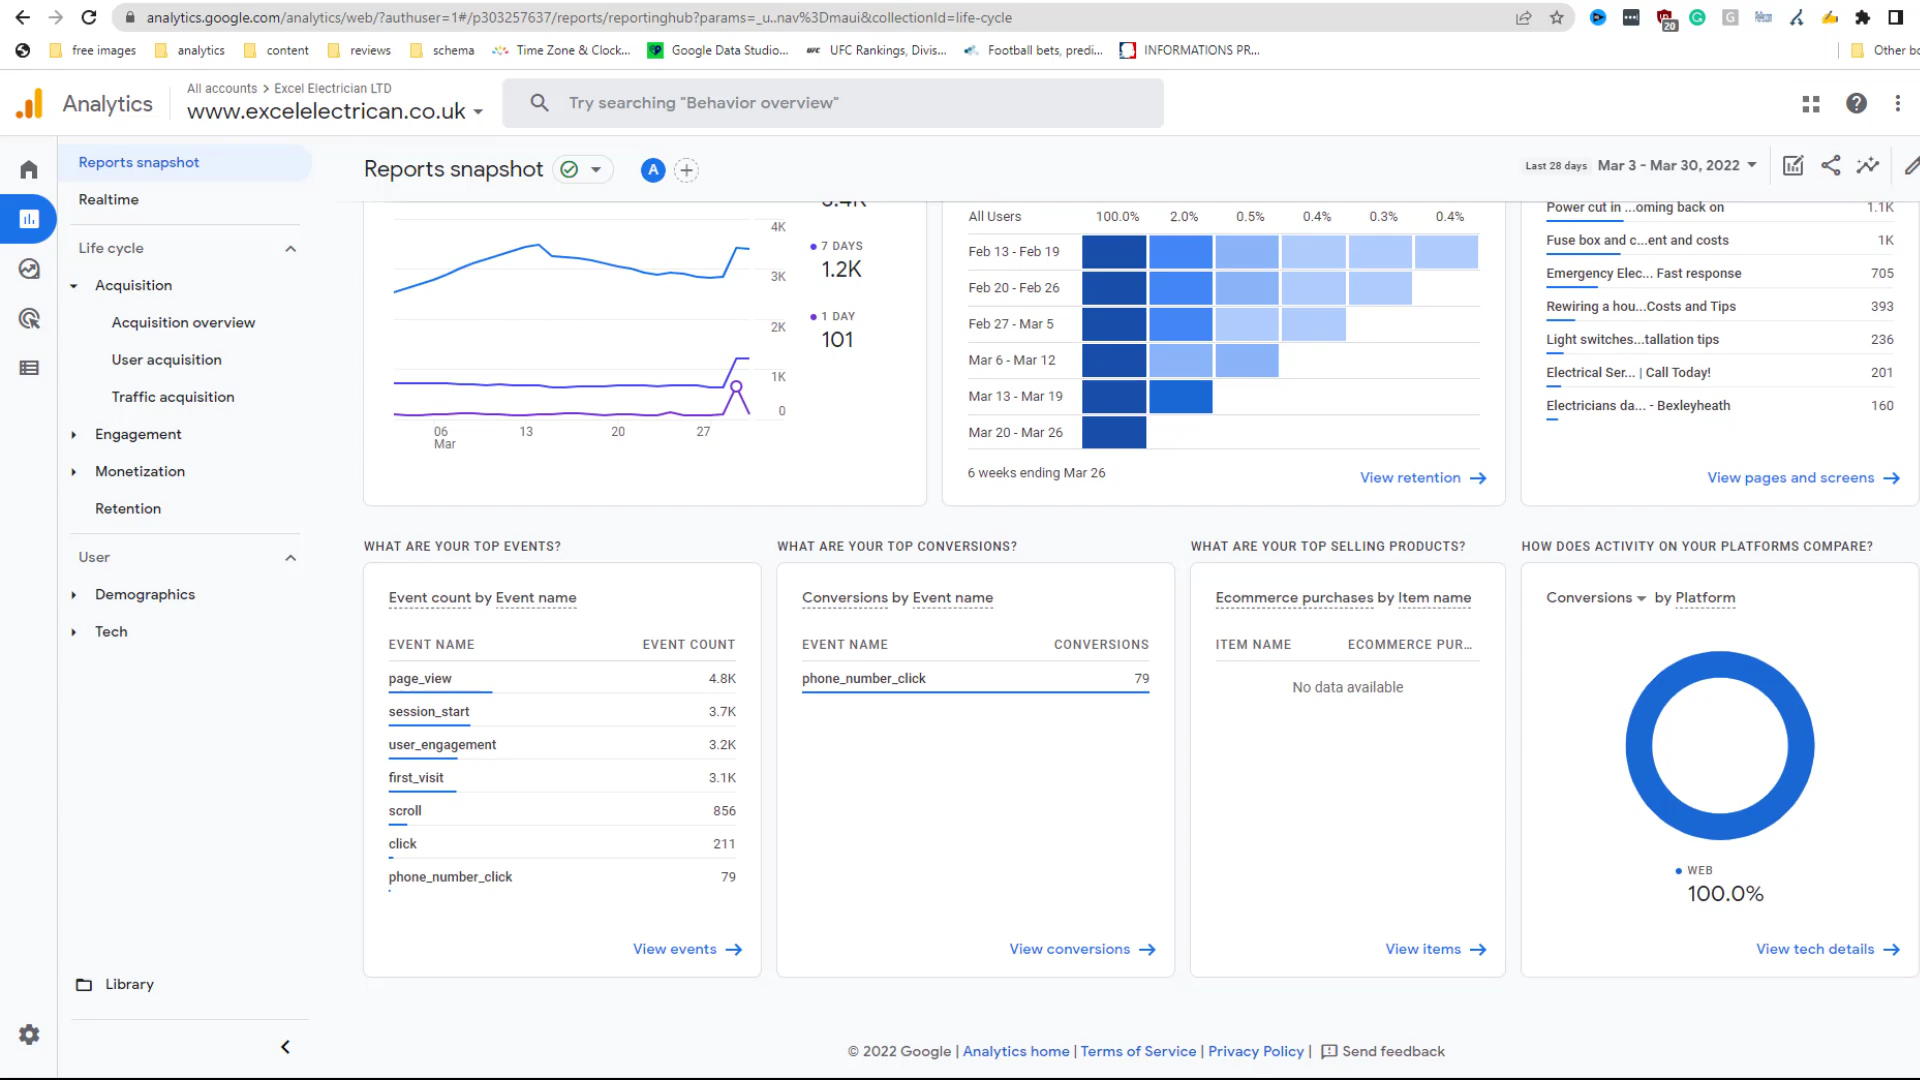 analytics.google.com/analytics/web/?authuser=1#/p303257637/reports/reportinghub?params=_u..nav%3Dmaui&collectionId=life-cycle
20
free images
analytics
content
reviews
schema
Time Zone & Clock...
Google Data Studio...
UFC Rankings, Divis...
Football bets, predi...
INFORMATIONS PR...
Other bo
Analytics
All accounts > Excel Electrician LTD
www.excelelectrican.co.uk
Try searching "Behavior overview"
Reports snapshot
Realtime
Life cycle
Acquisition
Acquisition overview
User acquisition
Traffic acquisition
Engagement
Monetization
Retention
User
Demographics
Tech
Library
Reports snapshot
A
Last 28 days Mar 3 - Mar 30, 2022
4K
3K
2K
1K
0
06
Mar
13
20
27
7 DAYS
1.2K
1 DAY
101
All Users 100.0% 2.0% 0.5% 0.4% 0.3% 0.4%
Feb 13 - Feb 19
Feb 20 - Feb 26
Feb 27 - Mar 5
Mar 6 - Mar 12
Mar 13 - Mar 19
Mar 20 - Mar 26
6 weeks ending Mar 26
View retention
Power cut in ...oming back on 1.1K
Fuse box and c...ent and costs 1K
Emergency Elec... Fast response 705
Rewiring a hou...Costs and Tips 393
Light switches...tallation tips 236
Electrical Ser... | Call Today! 201
Electricians da... - Bexleyheath 160
View pages and screens
WHAT ARE YOUR TOP EVENTS?
Event count by Event name
EVENT NAME EVENT COUNT
page_view 4.8K
session_start 3.7K
user_engagement 3.2K
first_visit 3.1K
scroll 856
click 211
phone_number_click 79
View events
WHAT ARE YOUR TOP CONVERSIONS?
Conversions by Event name
EVENT NAME CONVERSIONS
phone_number_click 79
View conversions
WHAT ARE YOUR TOP SELLING PRODUCTS?
Ecommerce purchases by Item name
ITEM NAME ECOMMERCE PUR...
No data available
View items
HOW DOES ACTIVITY ON YOUR PLATFORMS COMPARE?
Conversions by Platform
WEB
100.0%
View tech details
© 2022 Google | Analytics home | Terms of Service | Privacy Policy | Send feedback